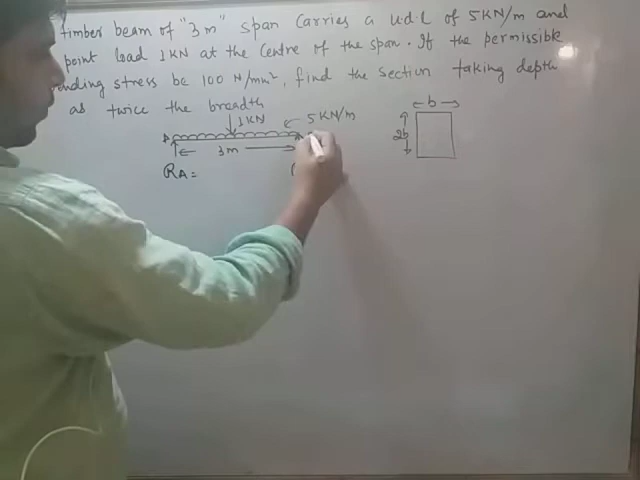 timber beam of "3m" span carries a u.d.l of 5KN/m and
point load 1KN at the centre of the span. If the permissible
nding stress be 100 N/mm², find the section taking depth
as twice the breadth
1KN
5KN/m
b
2b
3m
RA=